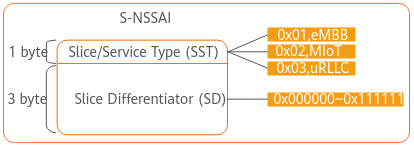 S-NSSAI
1 byte
Slice/Service Type (SST)
0x01,eMBB
0x02,MIoT
0x03,uRLLC
3 byte
Slice Differentiator (SD)
0x000000~0x111111